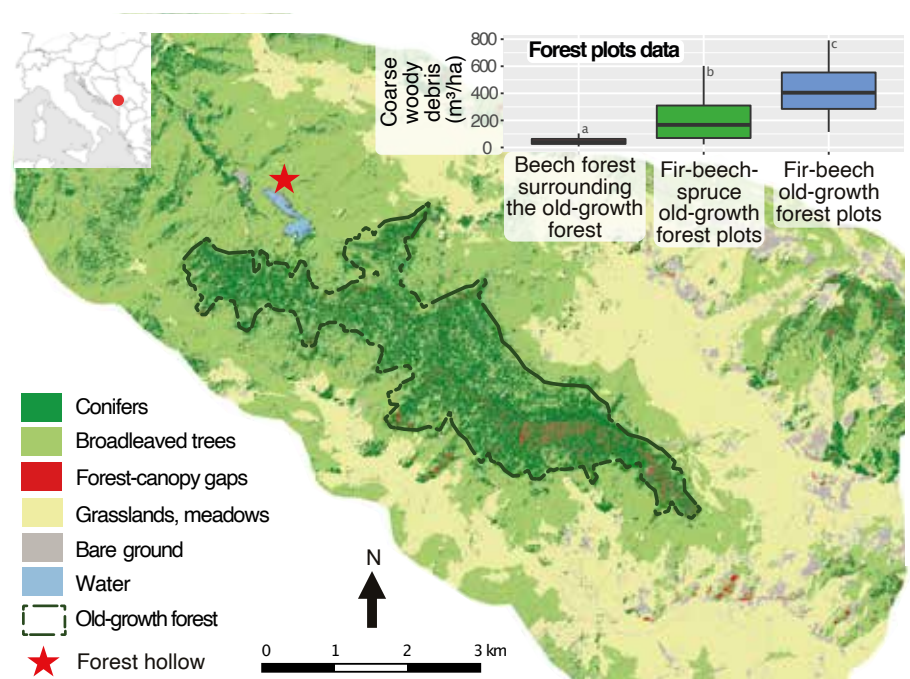 Forest plots data
Coarse
woody
debris
(m³/ha)
800
600
400
200
0
a
b
c
Beech forest
surrounding
the old-growth
forest
Fir-beech-
spruce
old-growth
forest plots
Fir-beech
old-growth
forest plots
Conifers
Broadleaved trees
Forest-canopy gaps
Grasslands, meadows
Bare ground
Water
Old-growth forest
Forest hollow
N
0 1 2 3 km